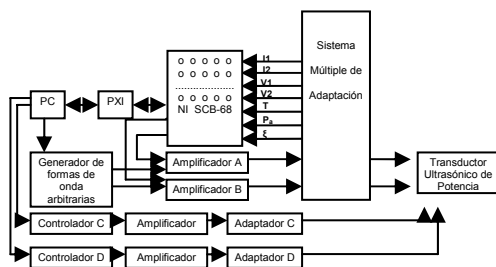 O O O O O
O O O O O
.......................
O O O O O
NI SCB-68
I1
I2
V1
V2
T
Pa
ξ
Sistema
Múltiple de
Adaptación
PC
PXI
Generador de
formas de
onda
arbitrarias
Amplificador A
Amplificador B
Transductor
Ultrasónico de
Potencia
Controlador C
Amplificador
Adaptador C
Controlador D
Amplificador
Adaptador D